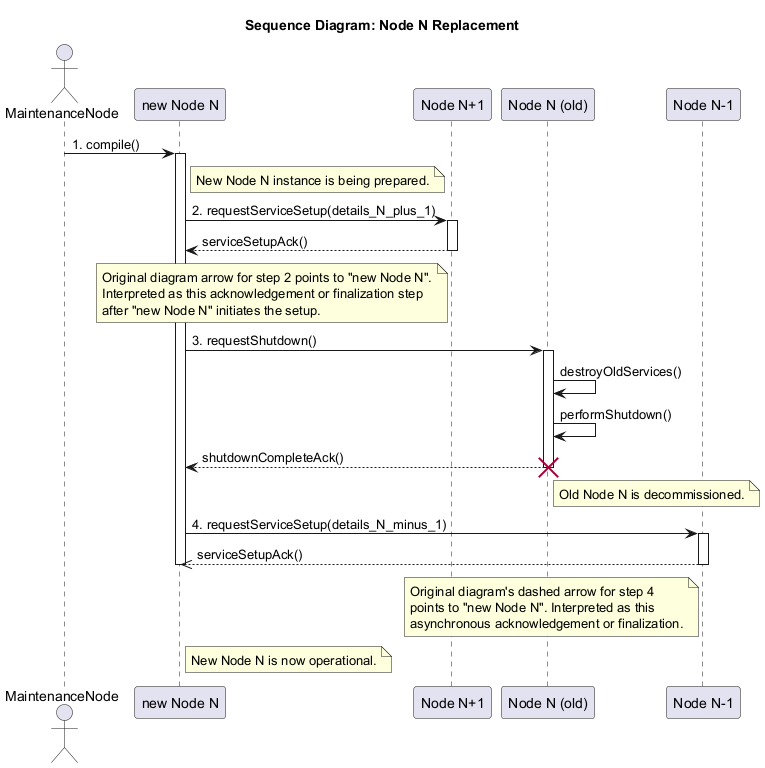 Sequence Diagram: Node N Replacement
MaintenanceNode
new Node N
Node N+1
Node N (old)
Node N-1
1. compile()
New Node N instance is being prepared.
2. requestServiceSetup(details_N_plus_1)
serviceSetupAck()
Original diagram arrow for step 2 points to "new Node N".
Interpreted as this acknowledgement or finalization step
after "new Node N" initiates the setup.
3. requestShutdown()
destroyOldServices()
performShutdown()
shutdownCompleteAck()
Old Node N is decommissioned.
4. requestServiceSetup(details_N_minus_1)
serviceSetupAck()
Original diagram's dashed arrow for step 4
points to "new Node N". Interpreted as this
asynchronous acknowledgement or finalization.
New Node N is now operational.
MaintenanceNode
new Node N
Node N+1
Node N (old)
Node N-1